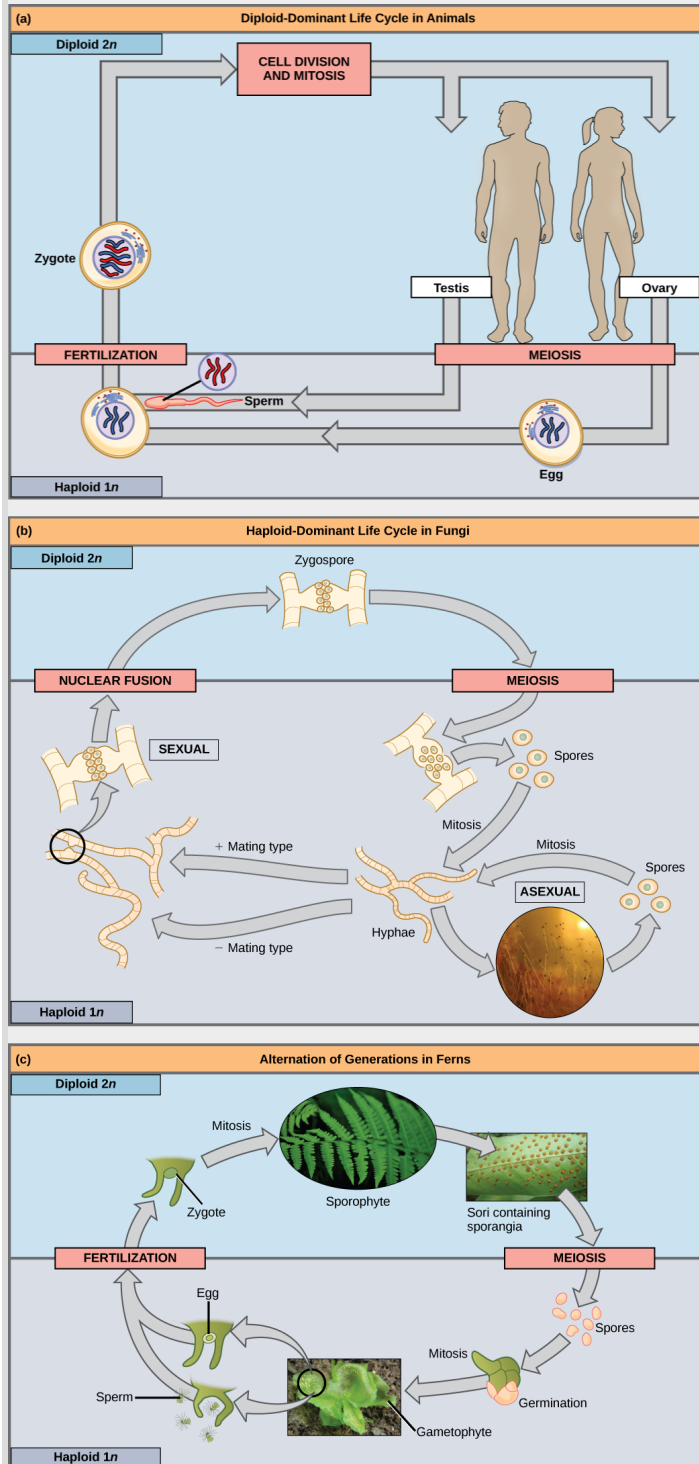 (a)
Diploid-Dominant Life Cycle in Animals
Diploid 2n
CELL DIVISION
AND MITOSIS
Zygote
Testis
Ovary
FERTILIZATION
MEIOSIS
Sperm
Egg
Haploid 1n
(b)
Haploid-Dominant Life Cycle in Fungi
Diploid 2n
Zygospore
NUCLEAR FUSION
MEIOSIS
SEXUAL
Spores
Mitosis
+ Mating type
Mitosis
Spores
ASEXUAL
Hyphae
− Mating type
Haploid 1n
(c)
Alternation of Generations in Ferns
Diploid 2n
Mitosis
Zygote
Sporophyte
Sori containing
sporangia
FERTILIZATION
MEIOSIS
Egg
Spores
Mitosis
Sperm
Germination
Gametophyte
Haploid 1n